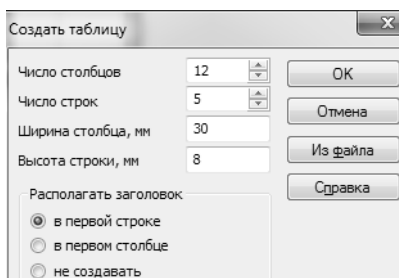 Создать таблицу
Число столбцов 12 OK
Число строк 5 Отмена
Ширина столбца, мм 30
Высота строки, мм 8 Из файла
Располагать заголовок Справка
в первой строке
в первом столбце
не создавать